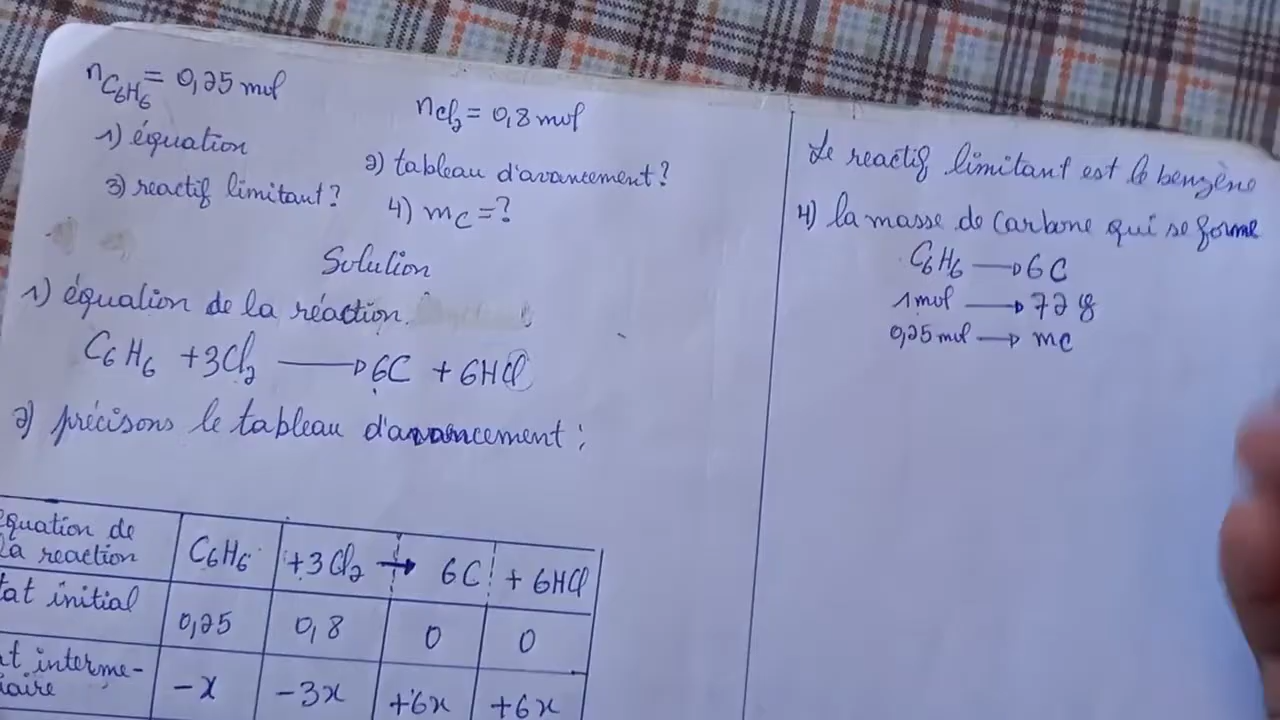 nC6H6 = 0,25 mol
nCl2 = 0,8 mol
1) équation
2) tableau d'avancement ?
3) reactif limitant ?
4) mC = ?
Solution
1) équation de la réaction.
C6H6 + 3Cl2 → 6C + 6HCl
2) précisons le tableau d'avancement :
equation de la reaction | C6H6 | + 3Cl2 → | 6C | + 6HCl
tat initial | 0,25 | 0,8 | 0 | 0
at interme-
iaire | -x | -3x | +6x | +6x
Le reactif limitant est le benzène
4) la masse de carbone qui se forme
C6H6 → 6C
1mol → 72 g
0,25 mol → mC